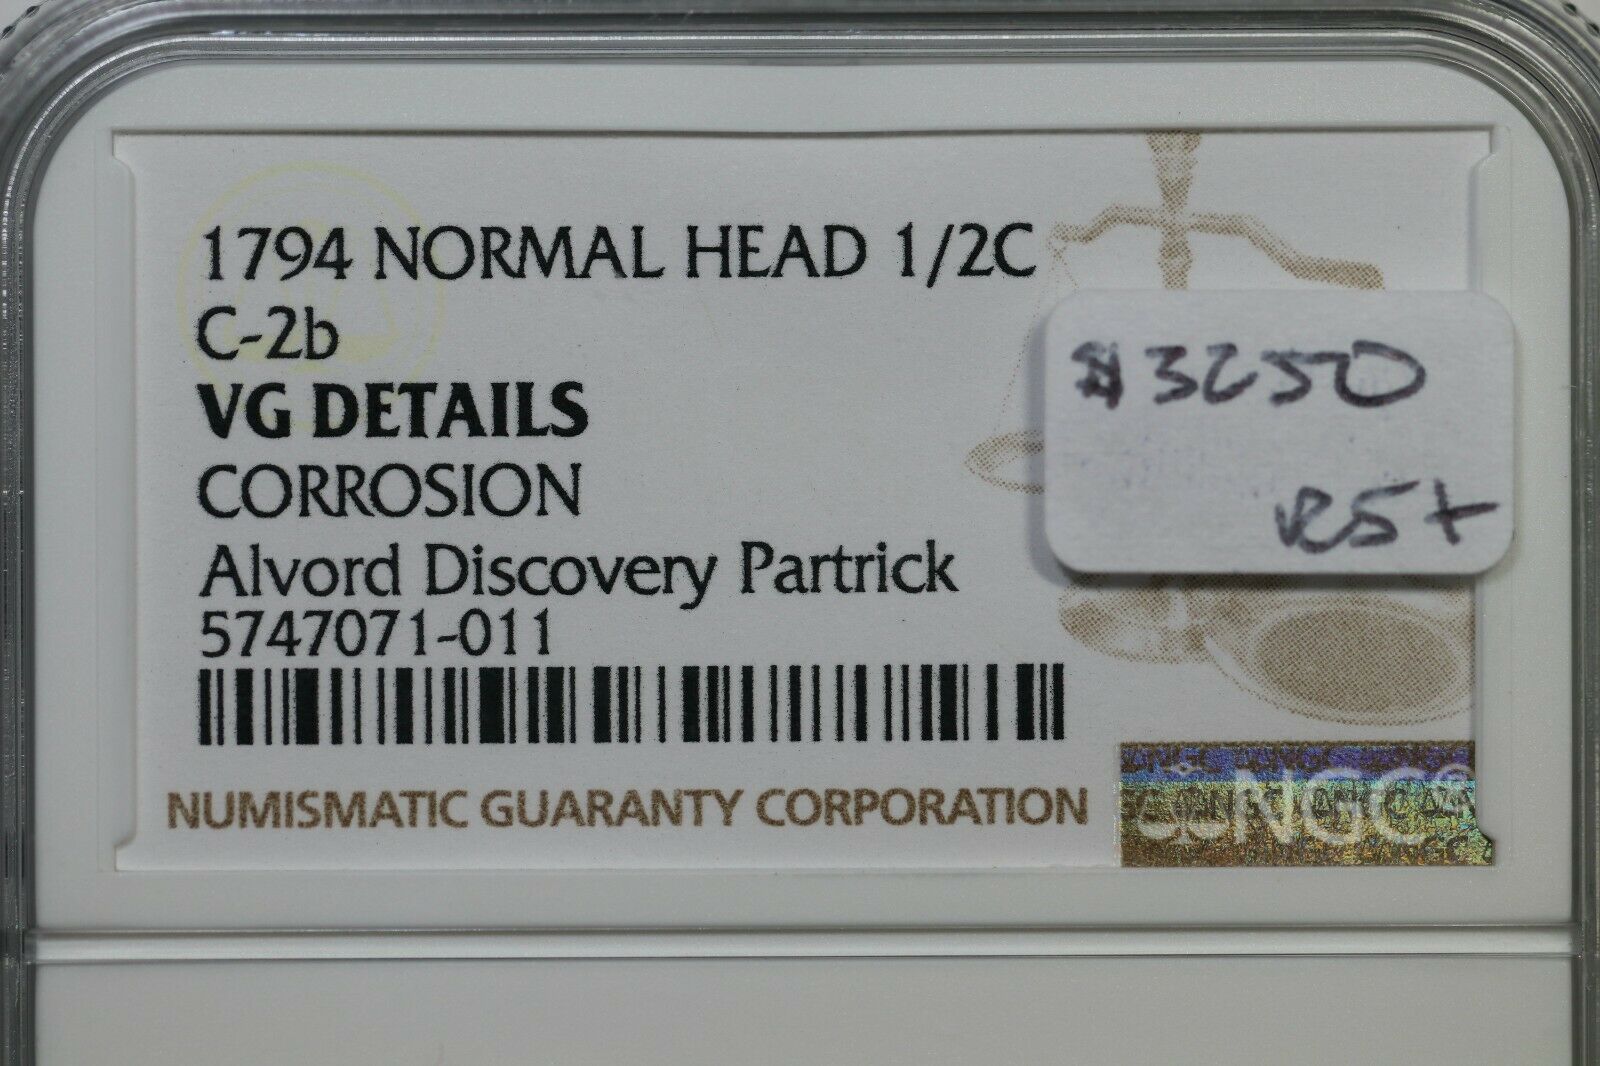 1794 NORMAL HEAD 1/2C
C-2b
VG DETAILS
CORROSION
Alvord Discovery Partrick
5747071-011
NUMISMATIC GUARANTY CORPORATION
NGC®
$3250
R5+